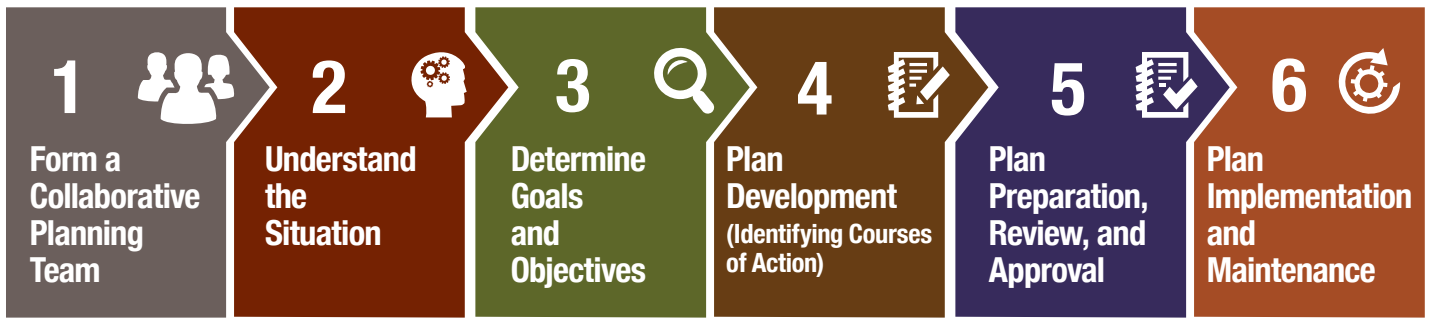 1
Form a
Collaborative
Planning
Team
2
Understand
the
Situation
3
Determine
Goals
and
Objectives
4
Plan
Development
(Identifying Courses
of Action)
5
Plan
Preparation,
Review, and
Approval
6
Plan
Implementation
and
Maintenance